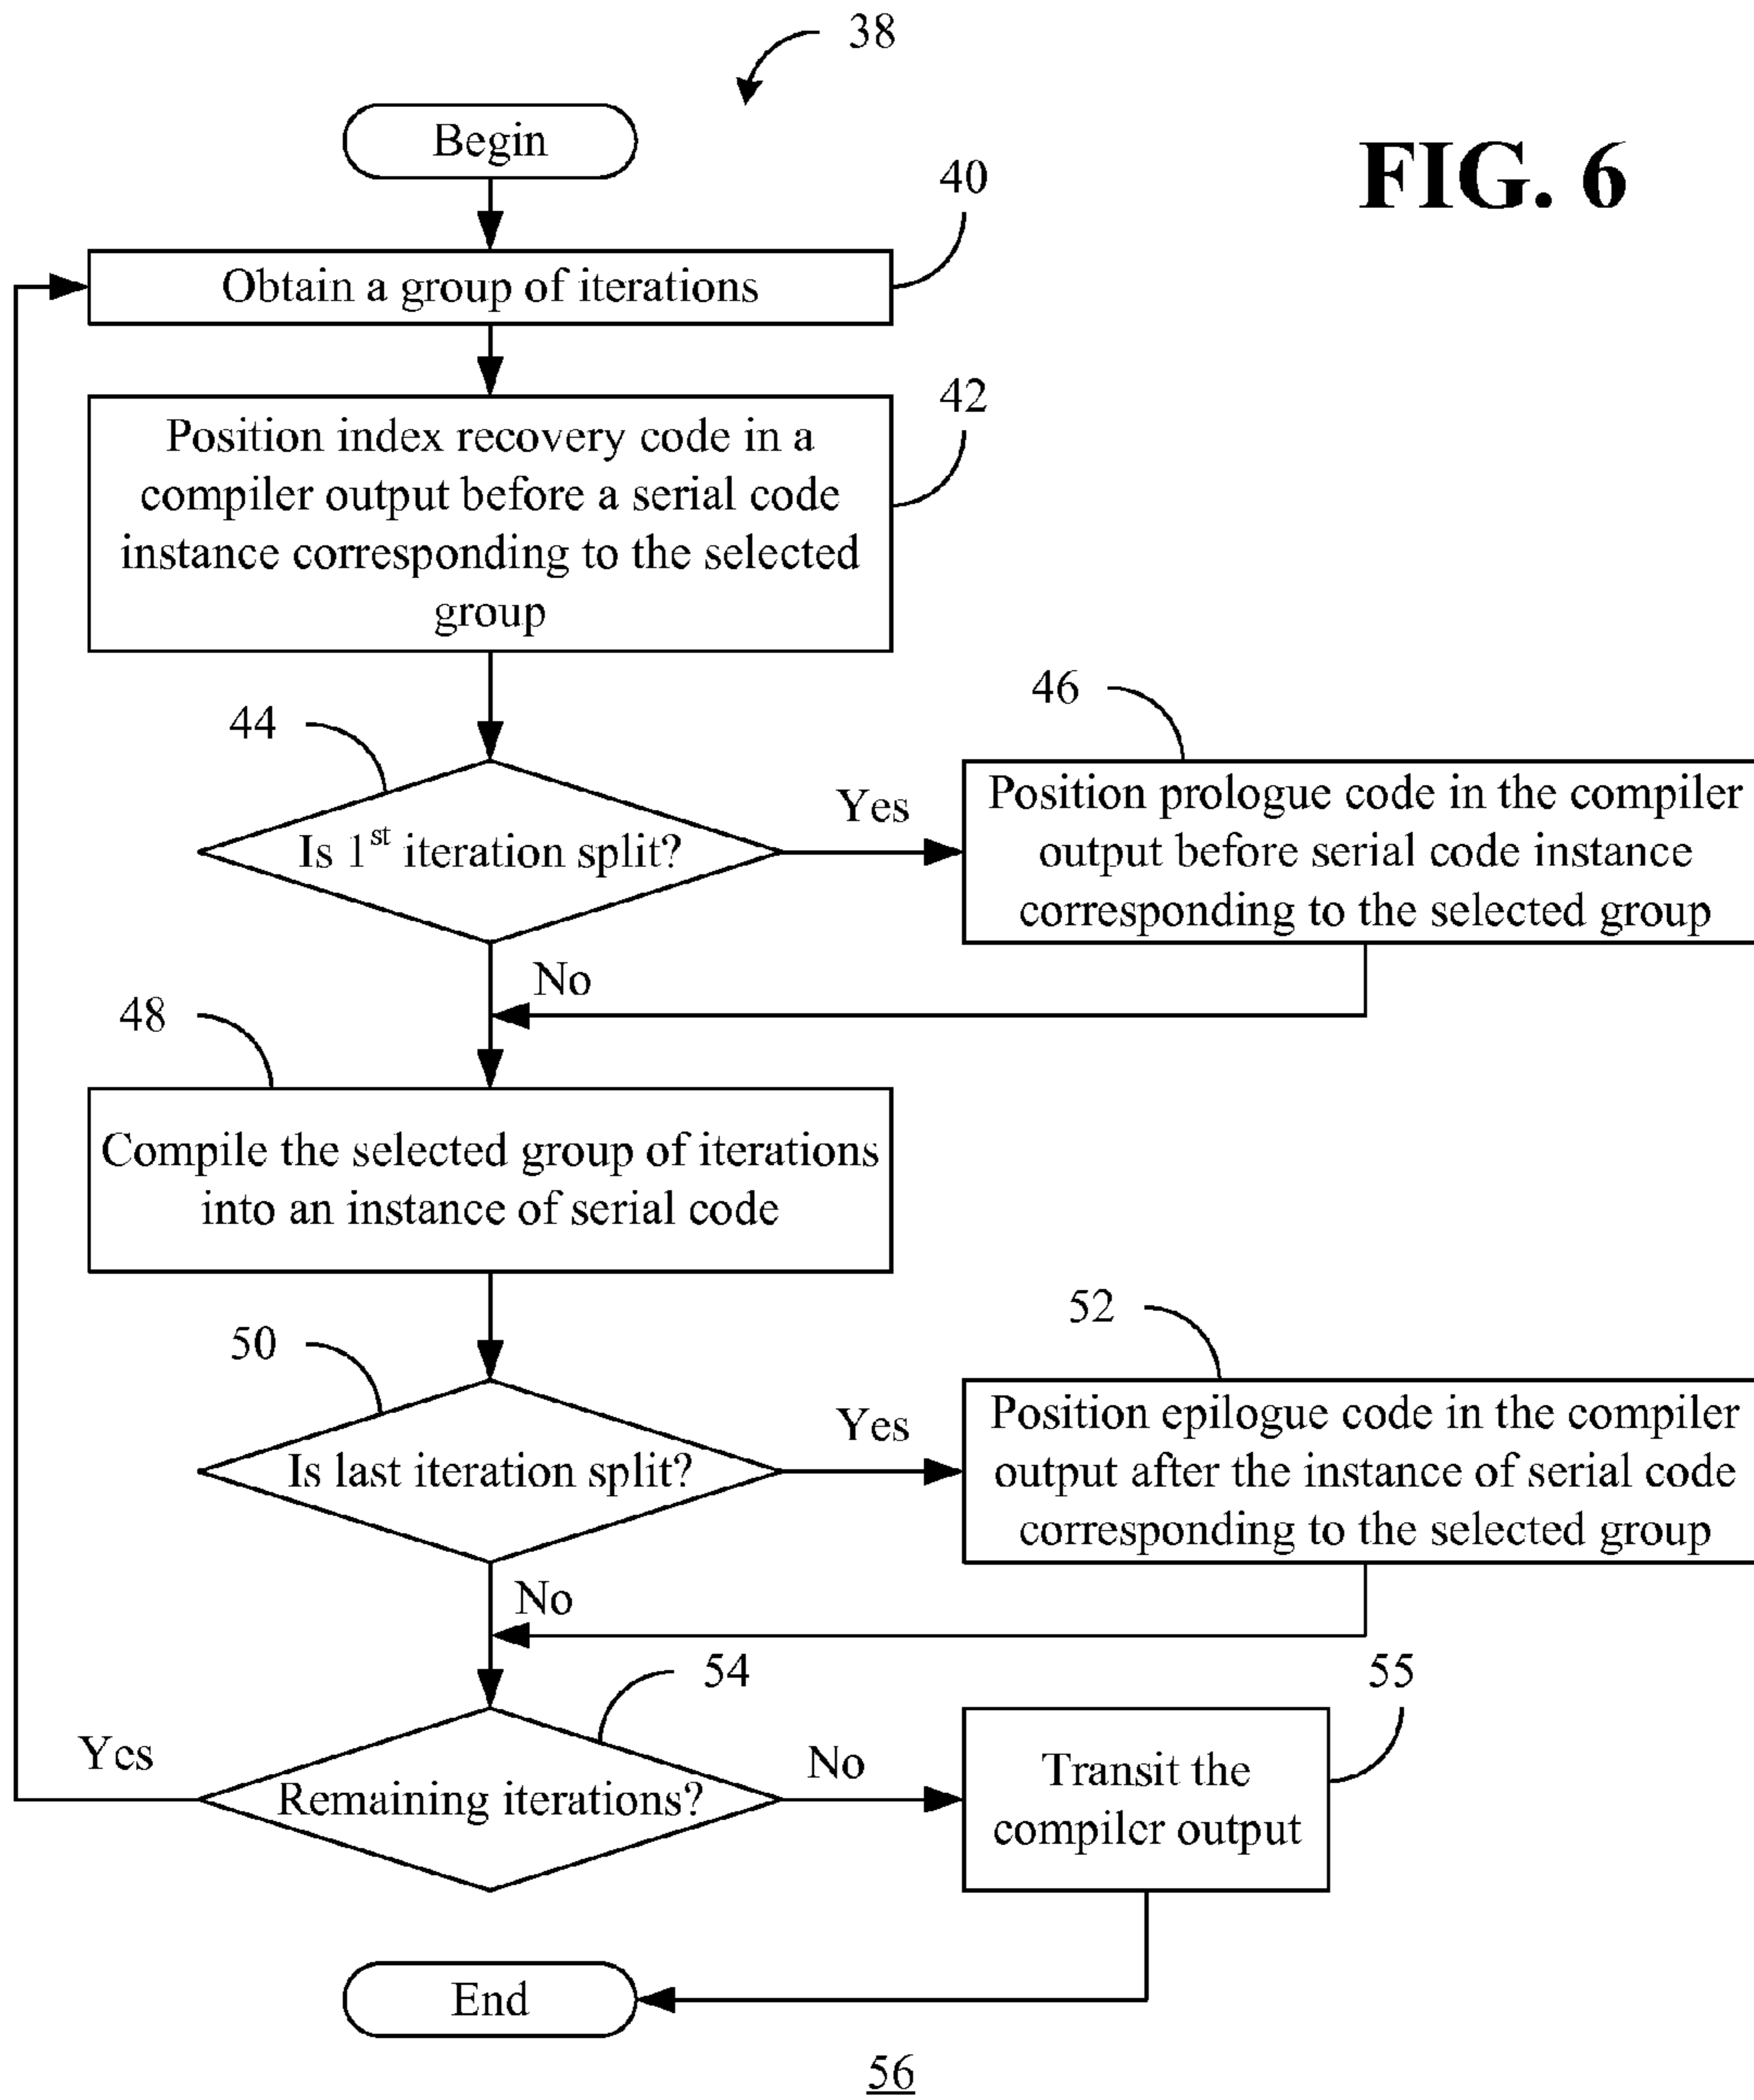 38
Begin
FIG. 6
40
Obtain a group of iterations
42
Position index recovery code in a
compiler output before a serial code
instance corresponding to the selected
group
44
46
Is 1st iteration split?
Yes
Position prologue code in the compiler
output before serial code instance
corresponding to the selected group
No
48
Compile the selected group of iterations
into an instance of serial code
50
52
Is last iteration split?
Yes
Position epilogue code in the compiler
output after the instance of serial code
corresponding to the selected group
No
54
55
Yes
Remaining iterations?
No
Transit the
compiler output
End
56